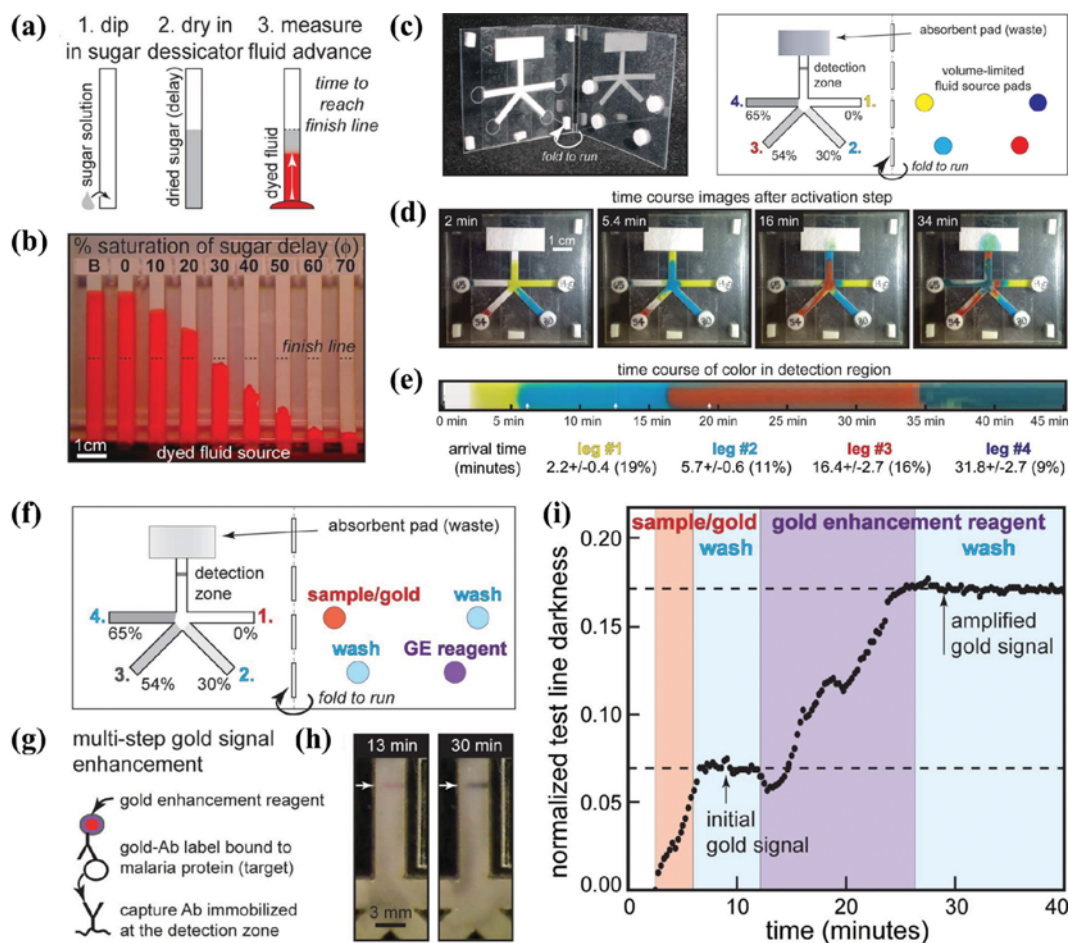 (a)
1. dip
in sugar
2. dry in
dessicator
3. measure
fluid advance
sugar solution
dried sugar (delay)
dyed fluid
time to
reach
finish line
(b)
% saturation of sugar delay (ϕ)
B 0 10 20 30 40 50 60 70
finish line
1cm
dyed fluid source
(c)
fold to run
absorbent pad (waste)
detection
zone
volume-limited
fluid source pads
4.
65%
1.
0%
3.
54%
30%
2.
fold to run
(d)
time course images after activation step
2 min
1 cm
5.4 min
16 min
34 min
65
54
30
54
30
54
30
54
30
(e)
time course of color in detection region
0 min 5 min 10 min 15 min 20 min 25 min 30 min 35 min 40 min 45 min
arrival time
(minutes)
leg #1
2.2+/-0.4 (19%)
leg #2
5.7+/-0.6 (11%)
leg #3
16.4+/-2.7 (16%)
leg #4
31.8+/-2.7 (9%)
(f)
absorbent pad (waste)
detection
zone
4.
65%
1.
0%
3.
54%
30%
2.
sample/gold
wash
wash
GE reagent
fold to run
(g)
multi-step gold signal
enhancement
gold enhancement reagent
gold-Ab label bound to
malaria protein (target)
capture Ab immobilized
at the detection zone
(h)
13 min
30 min
3 mm
(i)
sample/gold
wash
gold enhancement reagent
wash
normalized test line darkness
0.20
0.15
0.10
0.05
0.00
initial
gold signal
amplified
gold signal
0 10 20 30 40
time (minutes)